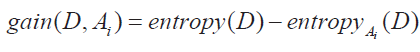 gain(D, A_i) = entropy(D) − entropy_{A_i}(D)